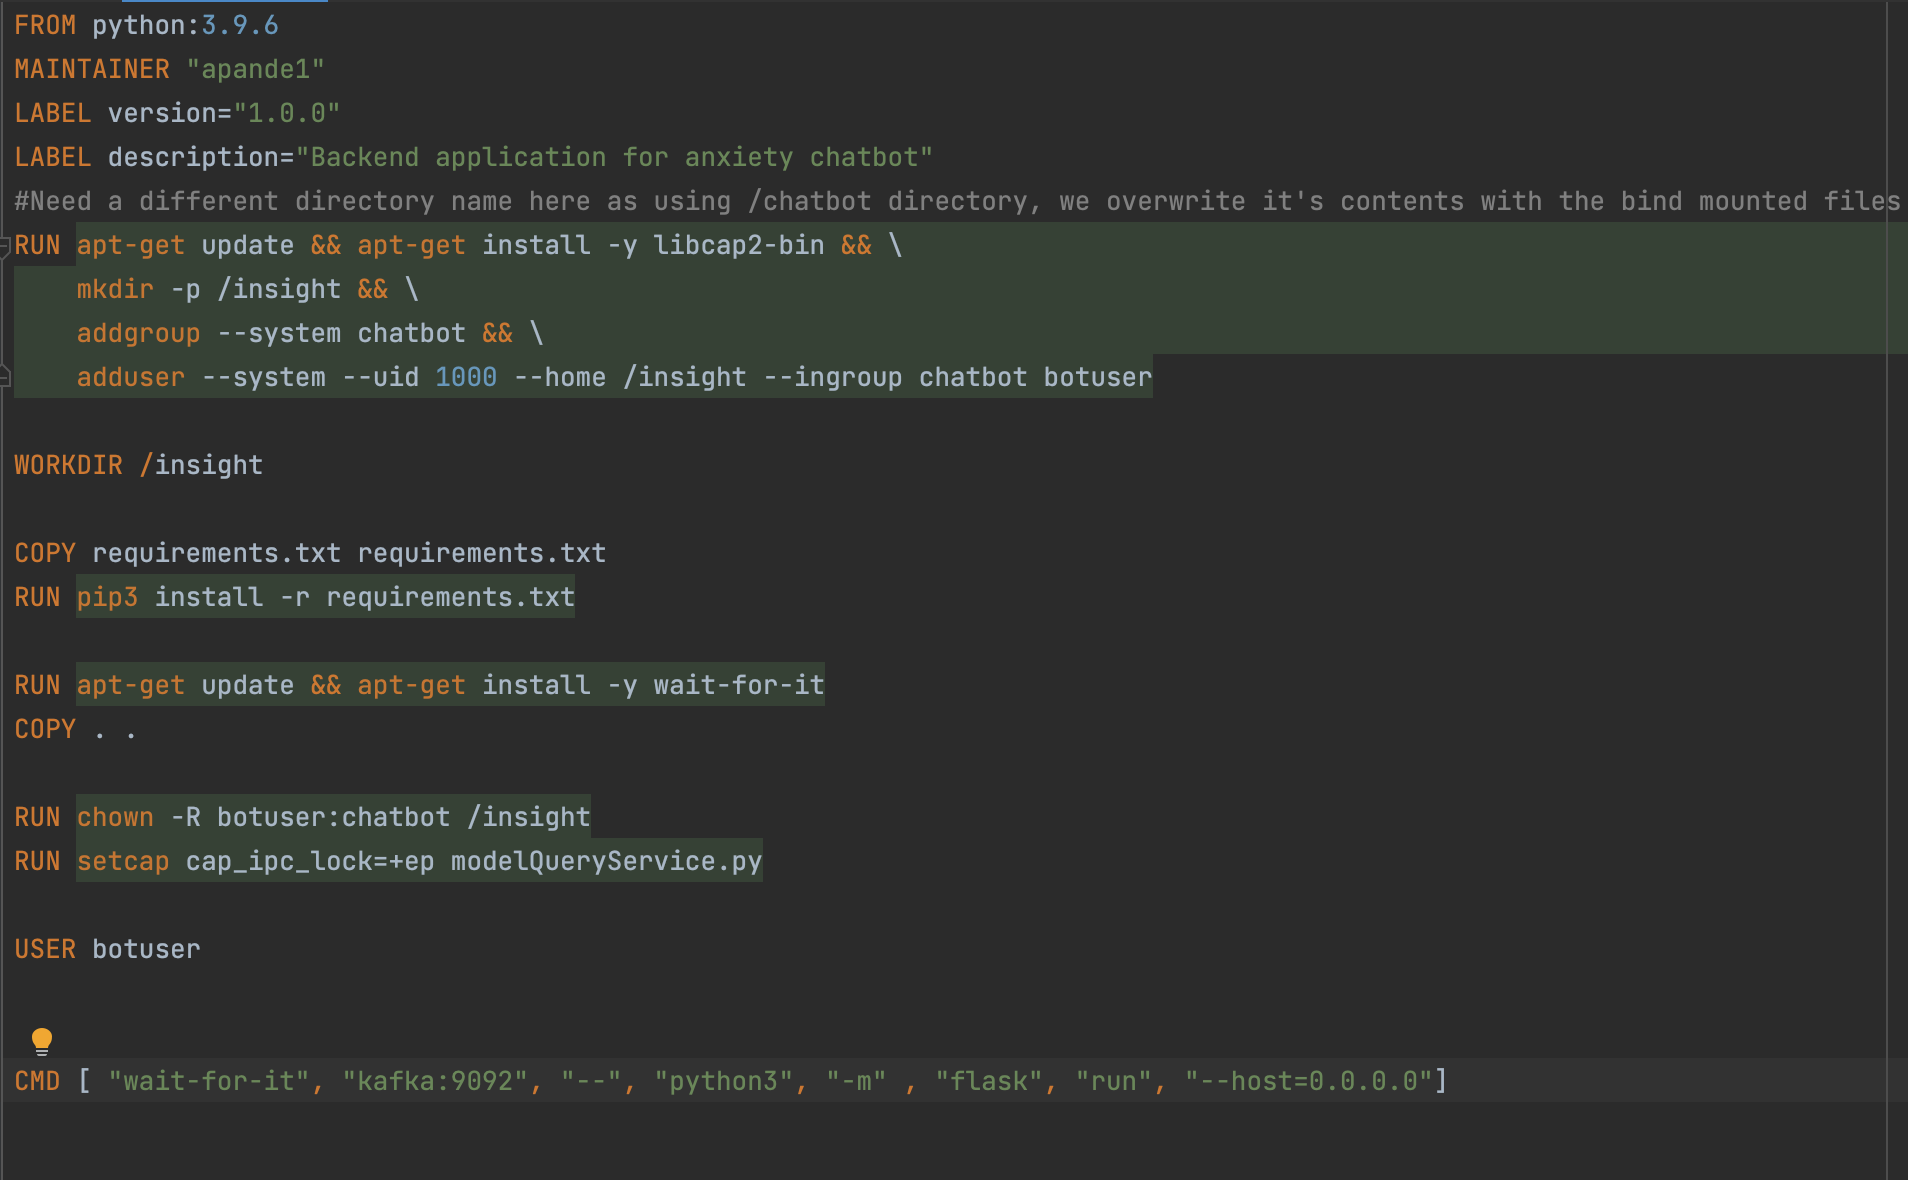 FROM python:3.9.6
MAINTAINER "apande1"
LABEL version="1.0.0"
LABEL description="Backend application for anxiety chatbot"
#Need a different directory name here as using /chatbot directory, we overwrite it's contents with the bind mounted files
RUN apt-get update && apt-get install -y libcap2-bin && \
    mkdir -p /insight && \
    addgroup --system chatbot && \
    adduser --system --uid 1000 --home /insight --ingroup chatbot botuser
WORKDIR /insight
COPY requirements.txt requirements.txt
RUN pip3 install -r requirements.txt
RUN apt-get update && apt-get install -y wait-for-it
COPY . .
RUN chown -R botuser:chatbot /insight
RUN setcap cap_ipc_lock=+ep modelQueryService.py
USER botuser
CMD [ "wait-for-it", "kafka:9092", "--", "python3", "-m" , "flask", "run", "--host=0.0.0.0"]